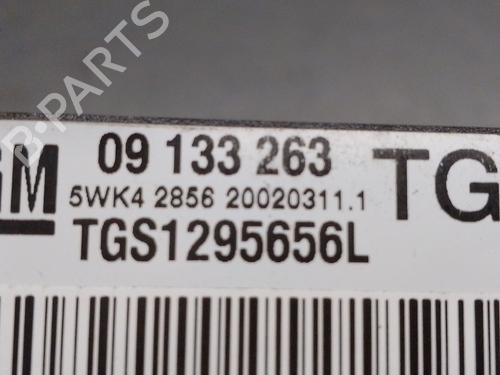 GM 09 133 263 TG
5WK4 2856 20020311.1
TGS1295656L
B-PARTS